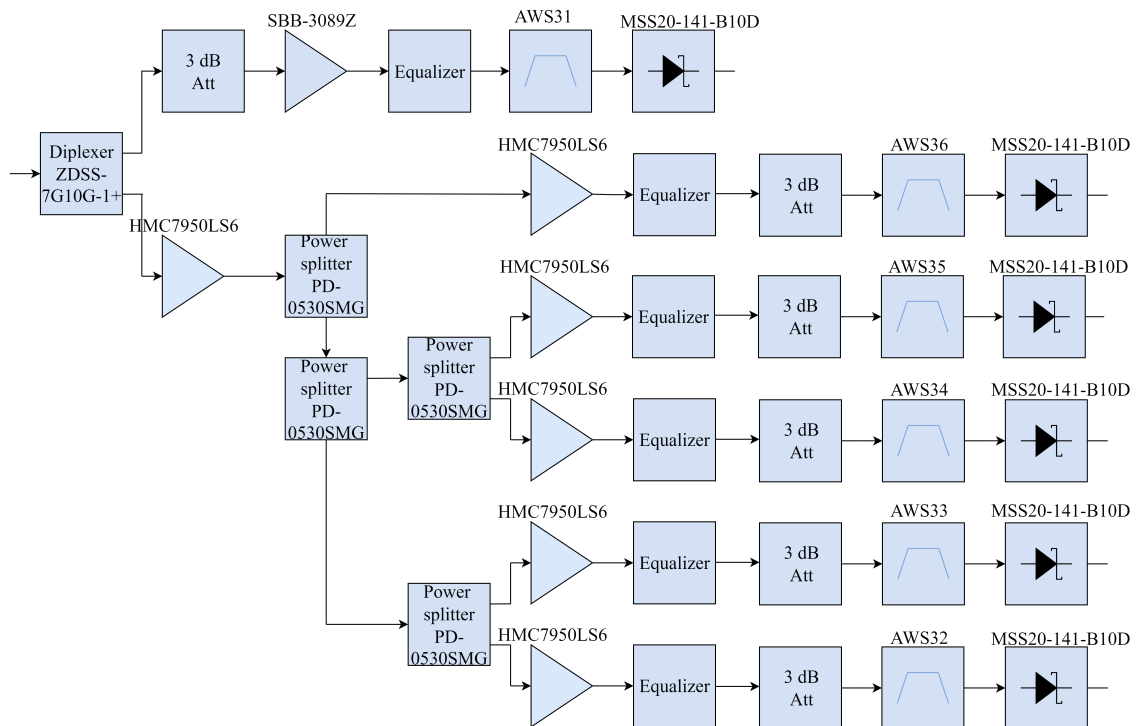 SBB-3089Z
AWS31
MSS20-141-B10D
3 dB
Att
Equalizer
Diplexer
ZDSS-
7G10G-1+
HMC7950LS6
AWS36
MSS20-141-B10D
Equalizer
3 dB
Att
HMC7950LS6
Power
splitter
PD-
0530SMG
HMC7950LS6
AWS35
MSS20-141-B10D
Equalizer
3 dB
Att
Power
splitter
PD-
0530SMG
Power
splitter
PD-
0530SMG
HMC7950LS6
AWS34
MSS20-141-B10D
Equalizer
3 dB
Att
HMC7950LS6
AWS33
MSS20-141-B10D
Equalizer
3 dB
Att
Power
splitter
PD-
0530SMG
HMC7950LS6
AWS32
MSS20-141-B10D
Equalizer
3 dB
Att